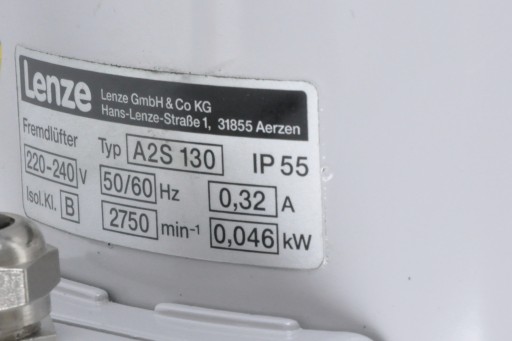 Lenze Lenze GmbH & Co KG
Hans-Lenze-Straße 1, 31855 Aerzen
Fremdlüfter Typ A2S 130 IP 55
220-240 V 50/60 Hz 0,32 A
Isol.Kl. B 2750 min⁻¹ 0,046 kW